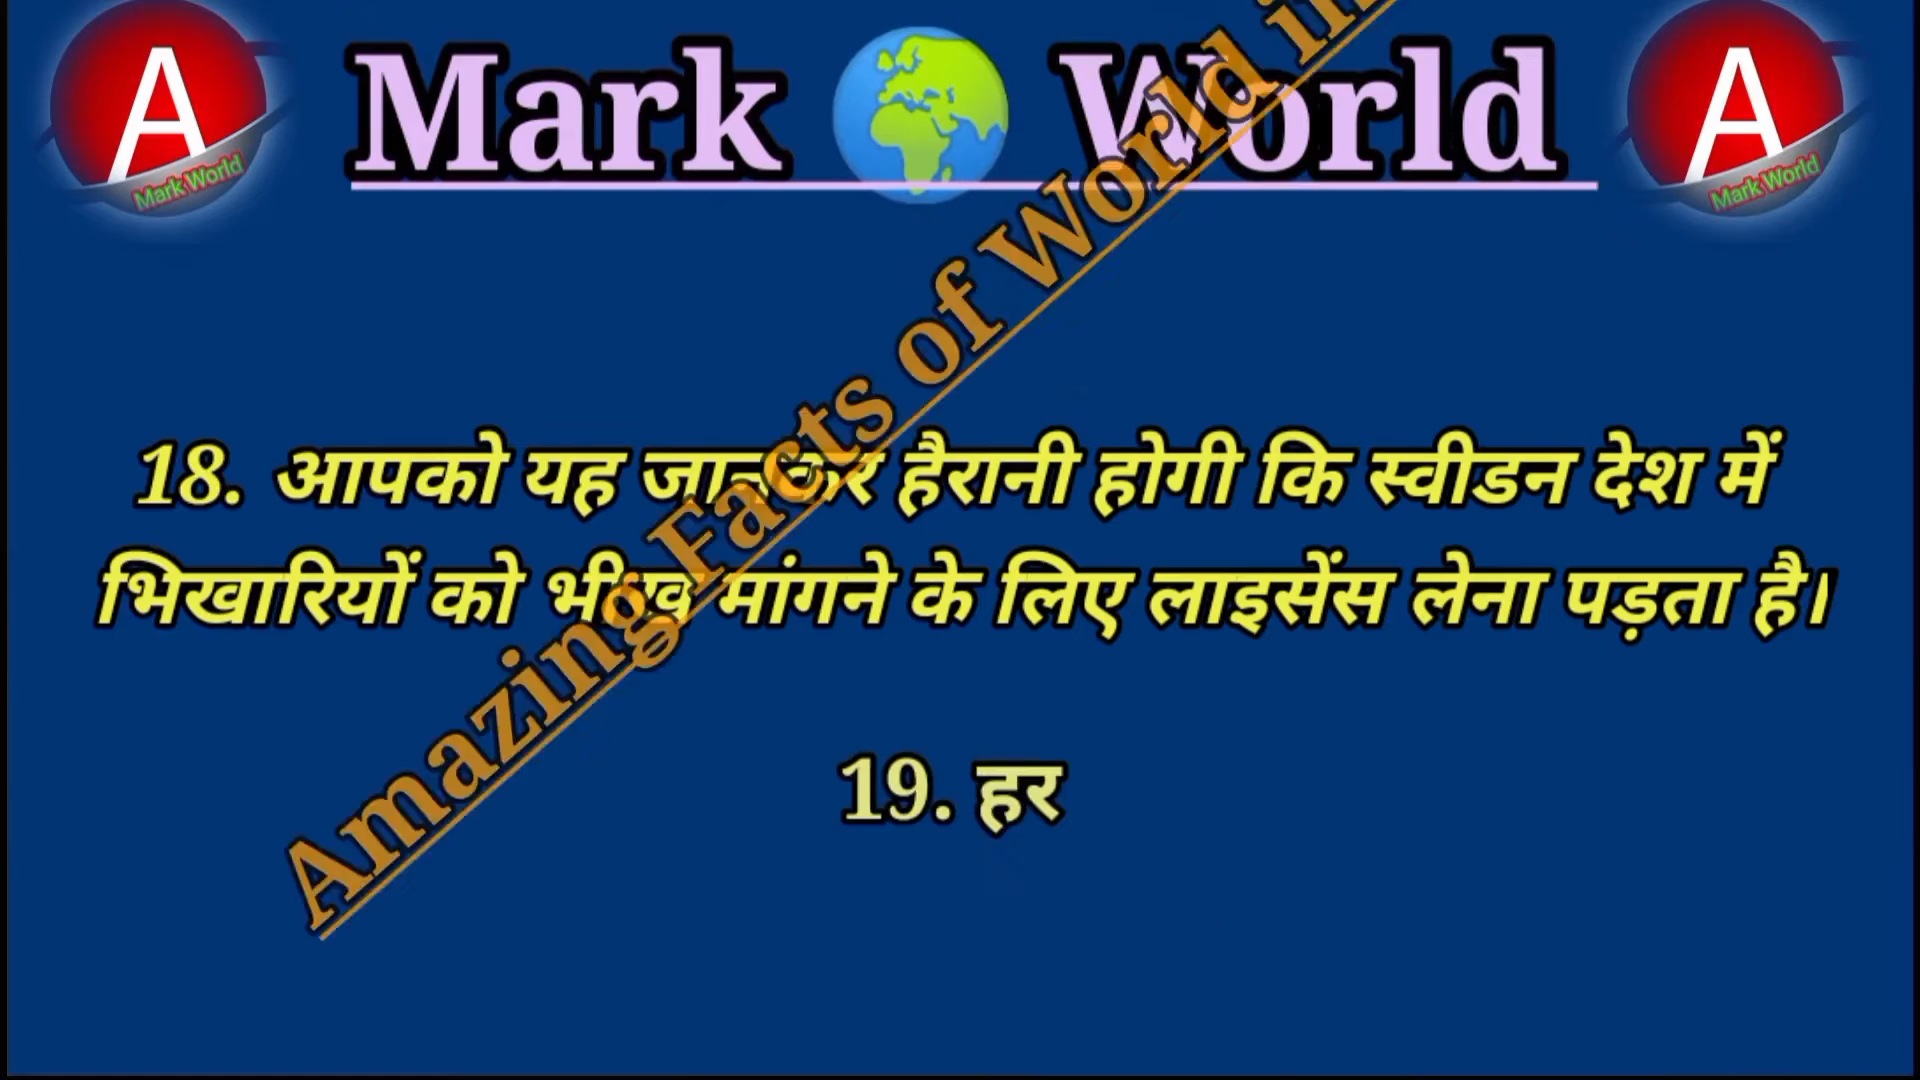 A Mark World A
Mark World
Mark World
Amazing Facts of World in
18. आपको यह जानकर हैरानी होगी कि स्वीडन देश में
भिखारियों को भीख मांगने के लिए लाइसेंस लेना पड़ता है।
19. हर